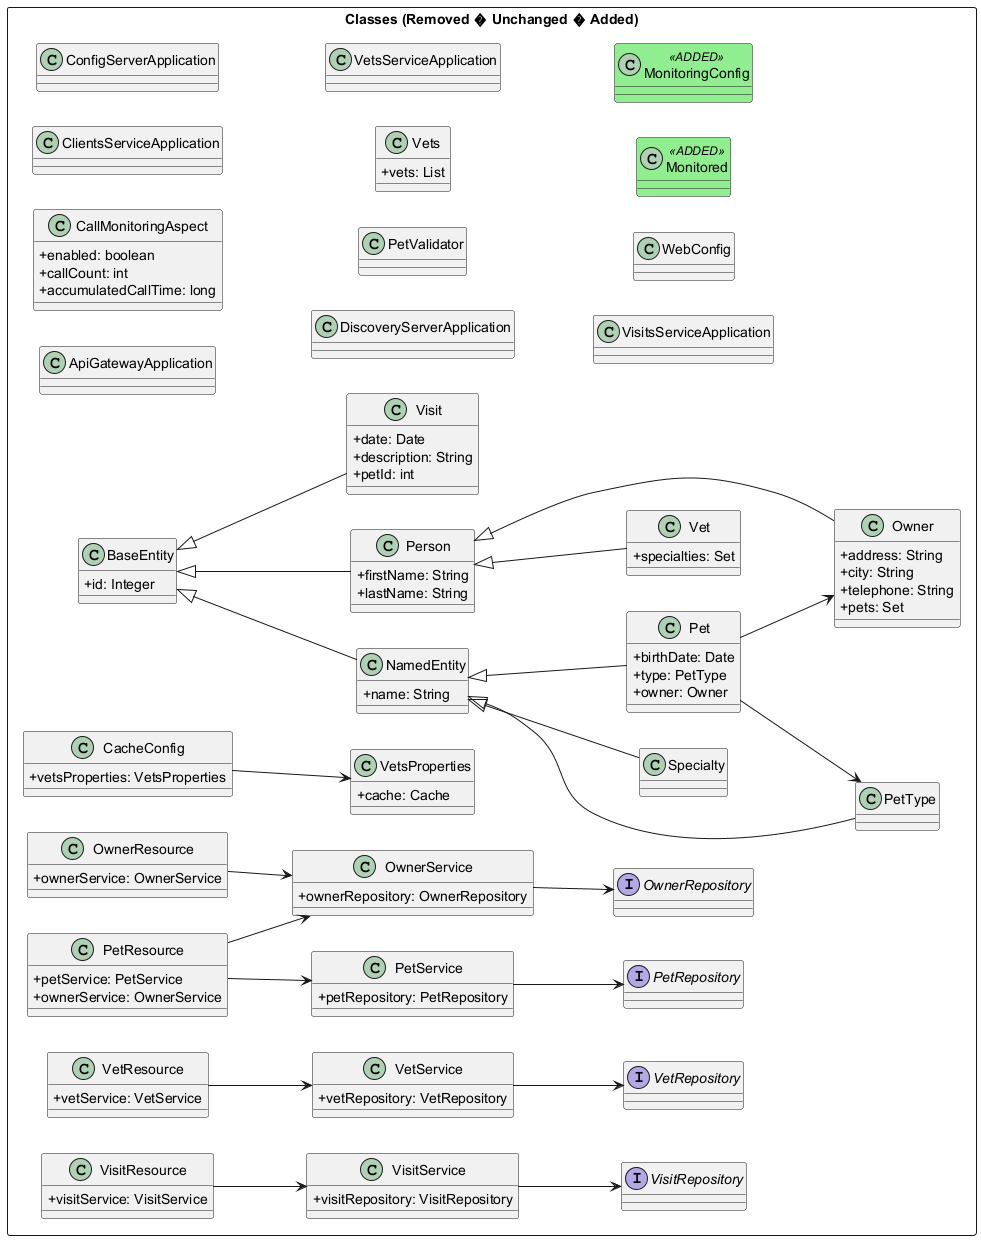 Classes (Removed � Unchanged � Added)
C ConfigServerApplication
C VetsServiceApplication
C «ADDED»
MonitoringConfig
C ClientsServiceApplication
C Vets
+vets: List
C «ADDED»
Monitored
C CallMonitoringAspect
+enabled: boolean
+callCount: int
+accumulatedCallTime: long
C PetValidator
C WebConfig
C DiscoveryServerApplication
C VisitsServiceApplication
C ApiGatewayApplication
C Visit
+date: Date
+description: String
+petId: int
C BaseEntity
+id: Integer
C Person
+firstName: String
+lastName: String
C Vet
+specialties: Set
C Owner
+address: String
+city: String
+telephone: String
+pets: Set
C NamedEntity
+name: String
C Pet
+birthDate: Date
+type: PetType
+owner: Owner
C CacheConfig
+vetsProperties: VetsProperties
C VetsProperties
+cache: Cache
C Specialty
C PetType
C OwnerResource
+ownerService: OwnerService
C OwnerService
+ownerRepository: OwnerRepository
I OwnerRepository
C PetResource
+petService: PetService
+ownerService: OwnerService
C PetService
+petRepository: PetRepository
I PetRepository
C VetResource
+vetService: VetService
C VetService
+vetRepository: VetRepository
I VetRepository
C VisitResource
+visitService: VisitService
C VisitService
+visitRepository: VisitRepository
I VisitRepository